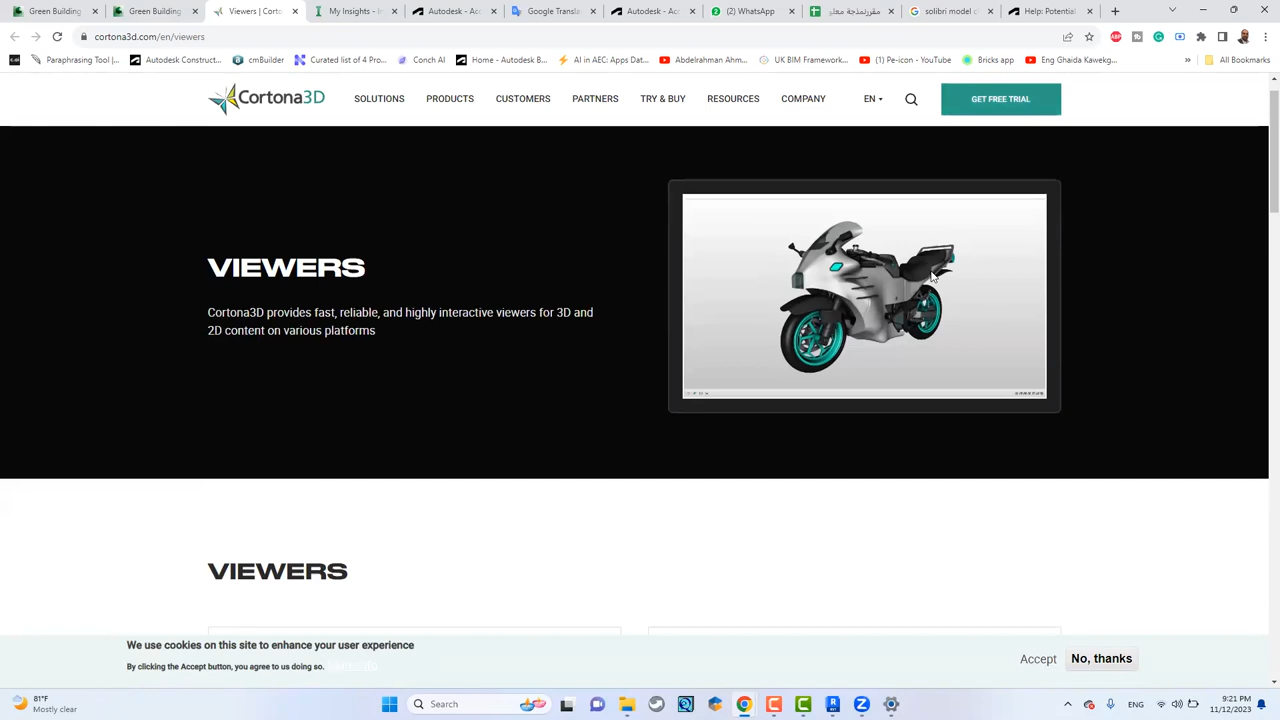 Green Building
Green Building
Viewers | Corto
My Insights - In
Autodesk - Ac
Google Transla
Autodesk - Acc
WhatsApp
solibri model c
Help: Potential
cortona3d.com/en/viewers
Paraphrasing Tool |...
Autodesk Construct...
cmBuilder
Curated list of 4 Pro...
Conch AI
Home - Autodesk B...
AI in AEC: Apps Dat...
Abdelrahman Ahm...
UK BIM Framework...
(1) Pe-icon - YouTube
Bricks app
Eng Ghaida Kawekg...
»
All Bookmarks
Cortona3D
SOLUTIONS
PRODUCTS
CUSTOMERS
PARTNERS
TRY & BUY
RESOURCES
COMPANY
EN
GET FREE TRIAL
VIEWERS
Cortona3D provides fast, reliable, and highly interactive viewers for 3D and
2D content on various platforms
VIEWERS
We use cookies on this site to enhance your user experience
By clicking the Accept button, you agree to us doing so.
Accept
No, thanks
81°F
Mostly clear
Search
ENG
9:21 PM
11/12/2023